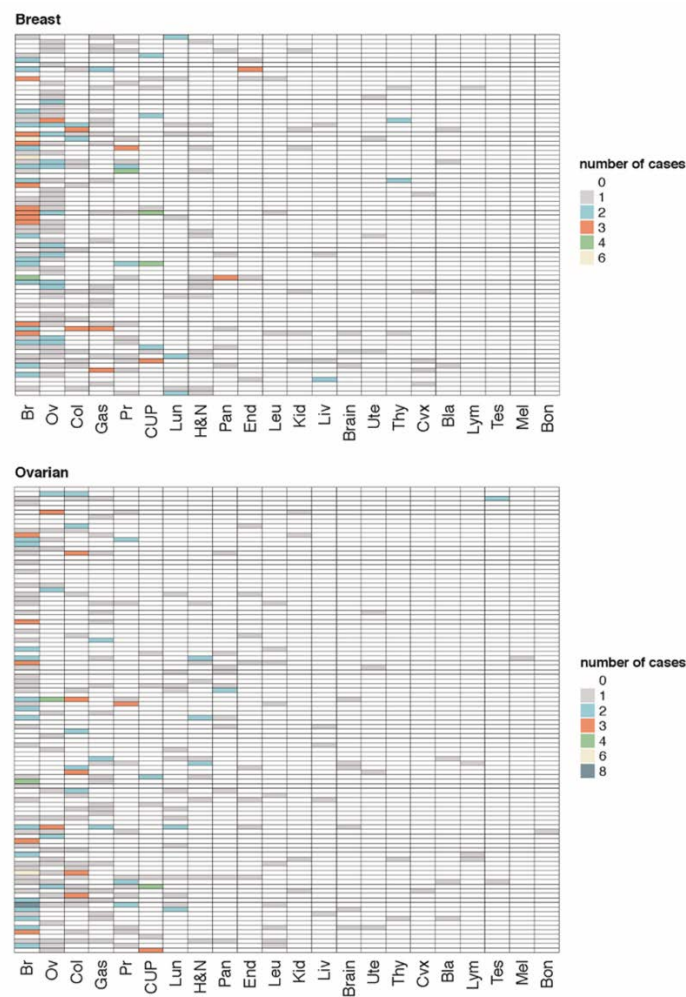 Breast
number of cases
0
1
2
3
4
6
Br Ov Col Gas Pr CUP Lun H&N Pan End Leu Kid Liv Brain Ute Thy Cvx Bla Lym Tes Mel Bon
Ovarian
number of cases
0
1
2
3
4
6
8
Br Ov Col Gas Pr CUP Lun H&N Pan End Leu Kid Liv Brain Ute Thy Cvx Bla Lym Tes Mel Bon